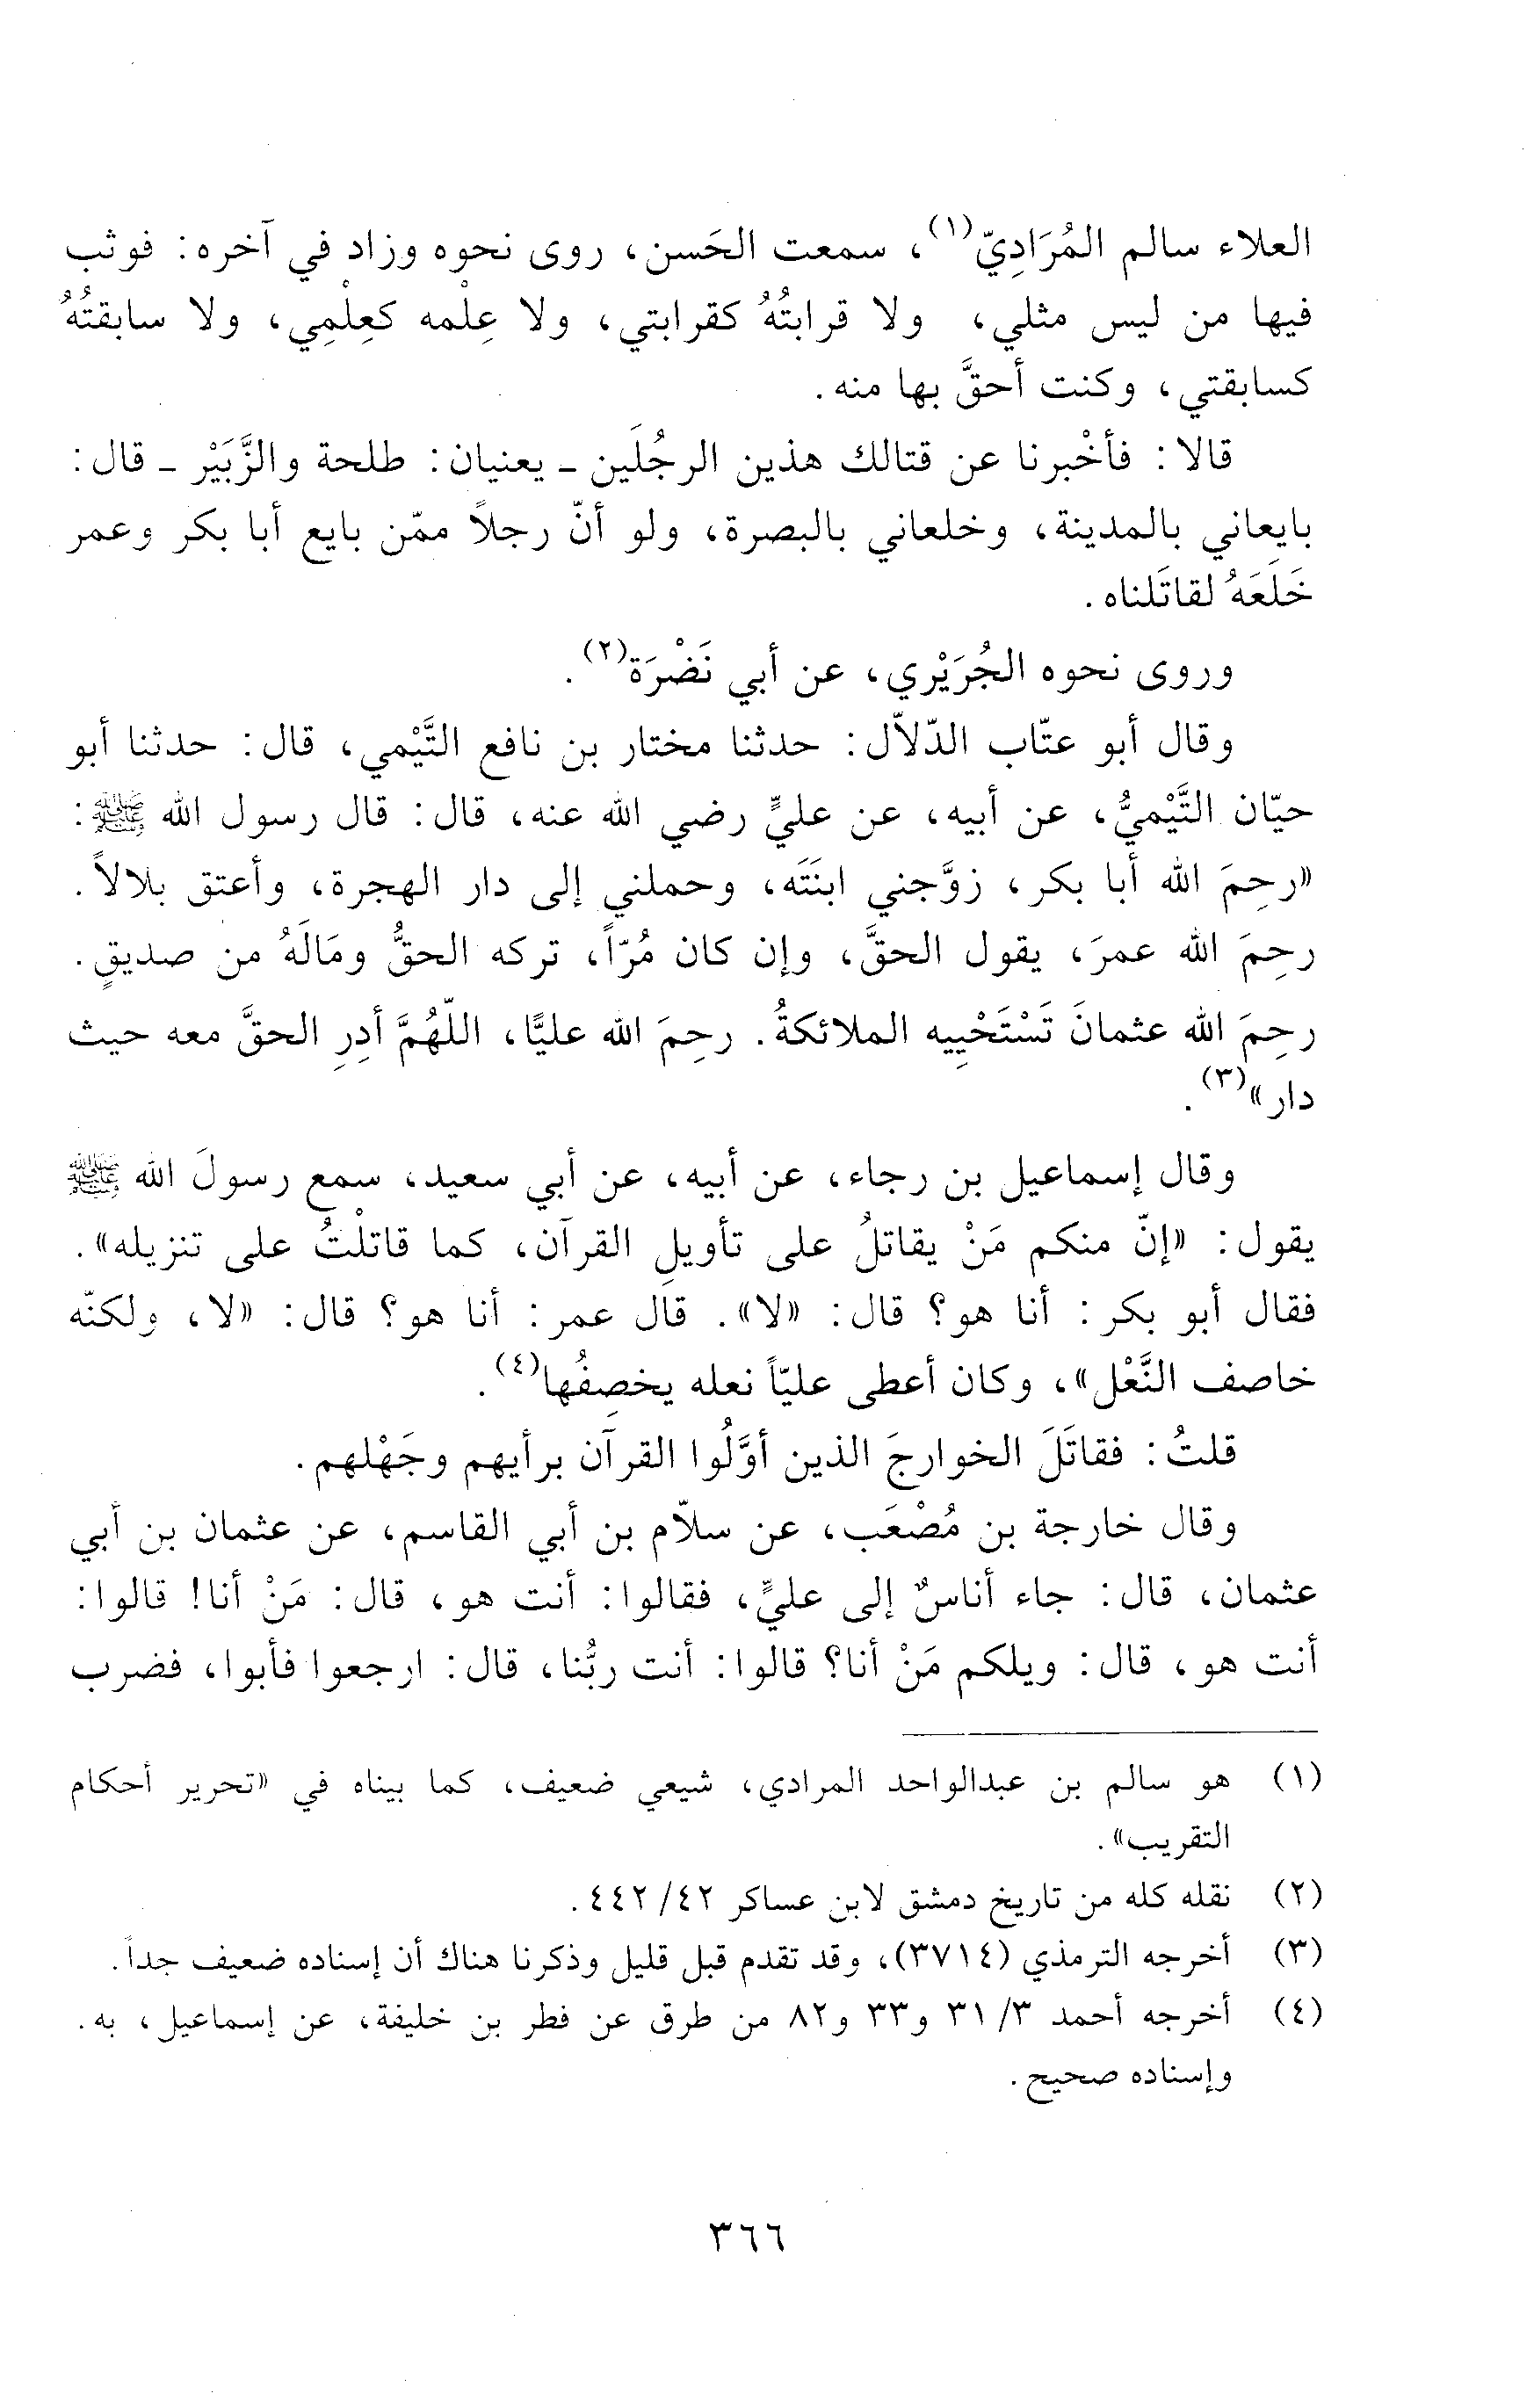 العلاء سالم المُرَادِيّ(١)، سمعت الحَسن، روى نحوه وزاد في آخره: فوثب
فيها من ليس مثلي، ولا قرابتُهُ كقرابتي، ولا عِلْمه كعِلْمِي، ولا سابقتُهُ
كسابقتي، وكنت أحقَّ بها منه.
قالا: فأخْبرنا عن قتالك هذين الرجُلَين ـ يعنيان: طلحة والزَّبَيْر ـ قال:
بايعاني بالمدينة، وخلعاني بالبصرة، ولو أنّ رجلاً ممّن بايع أبا بكر وعمر
خَلَعَهُ لقاتَلناه.
وروى نحوه الجُرَيْري، عن أبي نَضْرَة(٢).
وقال أبو عتّاب الدّلاّل: حدثنا مختار بن نافع التَّيْمي، قال: حدثنا أبو
حيّان التَّيْميُّ، عن أبيه، عن عليٍّ رضي الله عنه، قال: قال رسول الله ﷺ:
«رحِمَ الله أبا بكر، زوَّجني ابنَتَه، وحملني إلى دار الهجرة، وأعتق بلالاً.
رحِمَ الله عمرَ، يقول الحقَّ، وإن كان مُرّاً، تركه الحقُّ ومَالَهُ من صديقٍ.
رحِمَ الله عثمانَ تَسْتَحْيِيه الملائكةُ. رحِمَ الله عليًّا، اللّهُمَّ أدِرِ الحقَّ معه حيث
دار»(٣).
وقال إسماعيل بن رجاء، عن أبيه، عن أبي سعيد، سمع رسولَ الله ﷺ
يقول: «إنّ منكم مَنْ يقاتلُ على تأويلِ القرآن، كما قاتلْتُ على تنزيله».
فقال أبو بكر: أنا هو؟ قال: «لا». قال عمر: أنا هو؟ قال: «لا، ولكنّه
خاصف النَّعْل»، وكان أعطى عليّاً نعله يخصِفُها(٤).
قلتُ: فقاتَلَ الخوارجَ الذين أوَّلُوا القرآن برأيهم وجَهْلهم.
وقال خارجة بن مُصْعَب، عن سلاّم بن أبي القاسم، عن عثمان بن أبي
عثمان، قال: جاء أناسٌ إلى عليٍّ، فقالوا: أنت هو، قال: مَنْ أنا! قالوا:
أنت هو، قال: ويلكم مَنْ أنا؟ قالوا: أنت ربُّنا، قال: ارجعوا فأبوا، فضرب
(١) هو سالم بن عبدالواحد المرادي، شيعي ضعيف، كما بيناه في «تحرير أحكام
التقريب».
(٢) نقله كله من تاريخ دمشق لابن عساكر ٤٢/ ٤٤٢.
(٣) أخرجه الترمذي (٣٧١٤)، وقد تقدم قبل قليل وذكرنا هناك أن إسناده ضعيف جداً.
(٤) أخرجه أحمد ٣/ ٣١ و٣٣ و٨٢ من طرق عن فطر بن خليفة، عن إسماعيل، به.
وإسناده صحيح.
٣٦٦